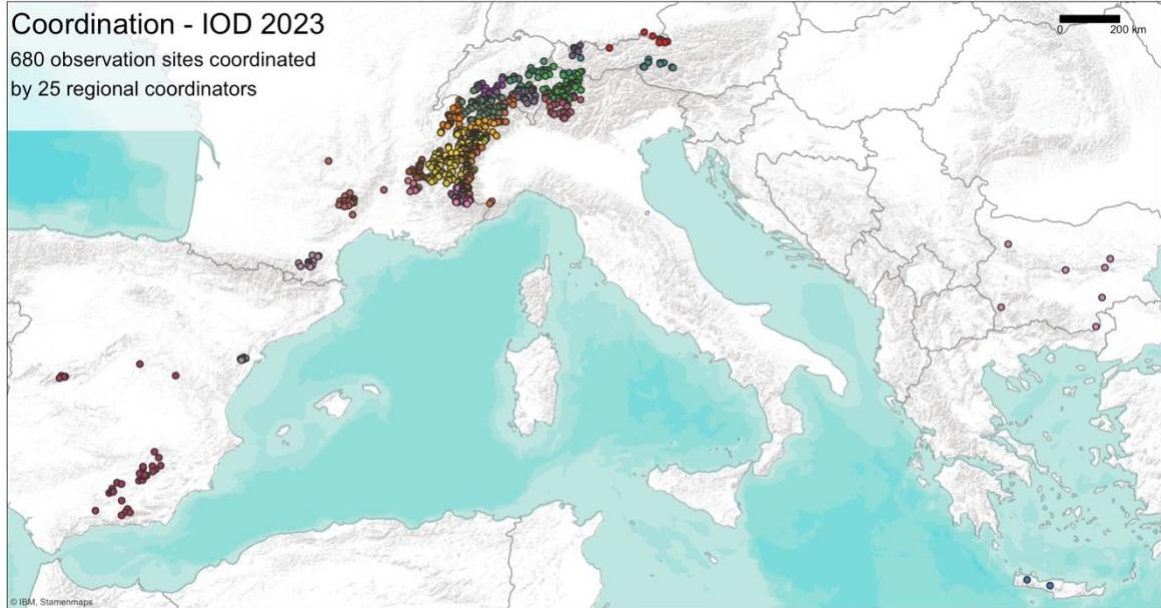 Coordination - IOD 2023
680 observation sites coordinated
by 25 regional coordinators
0 200 km
© IBM, Stamenmaps